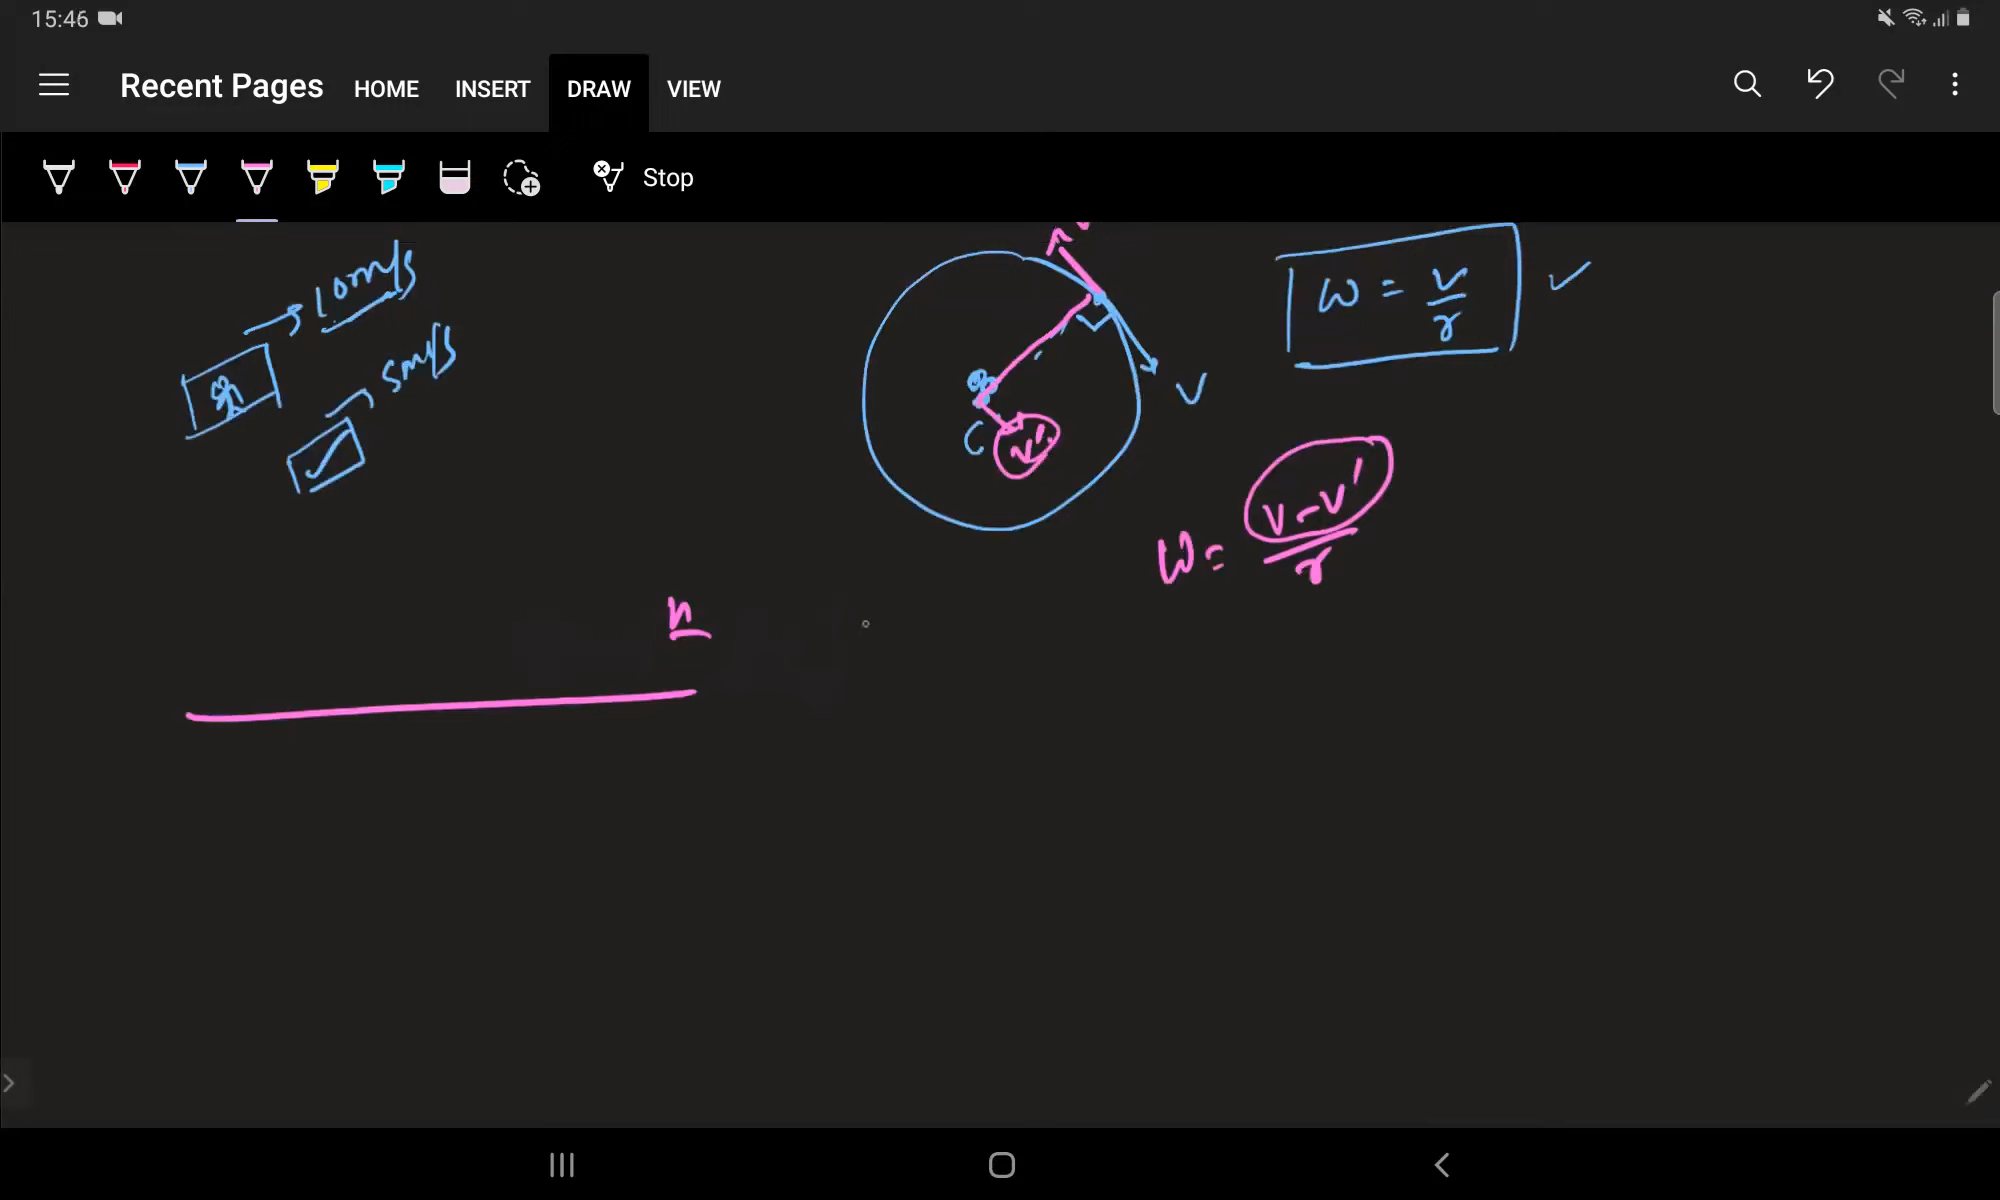 15:46
Recent Pages HOME INSERT DRAW VIEW
Stop
10m/s
5m/s
C
v'
V
ω = v/r
ω = v-v'/r
n